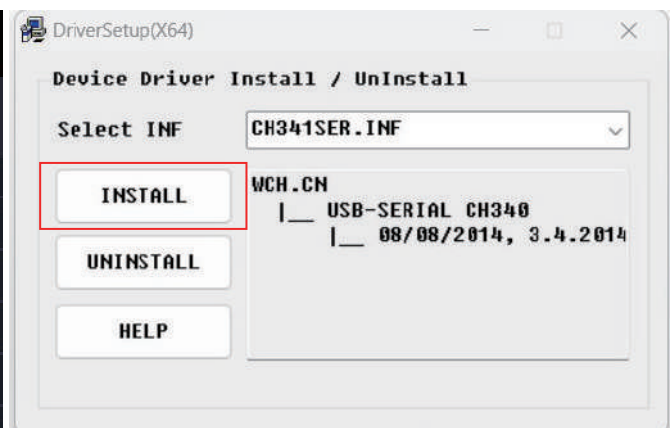 DriverSetup(X64)
Device Driver Install / UnInstall
Select INF
CH341SER.INF
INSTALL
UNINSTALL
HELP
WCH.CN
|__ USB-SERIAL CH340
|__ 08/08/2014, 3.4.2014